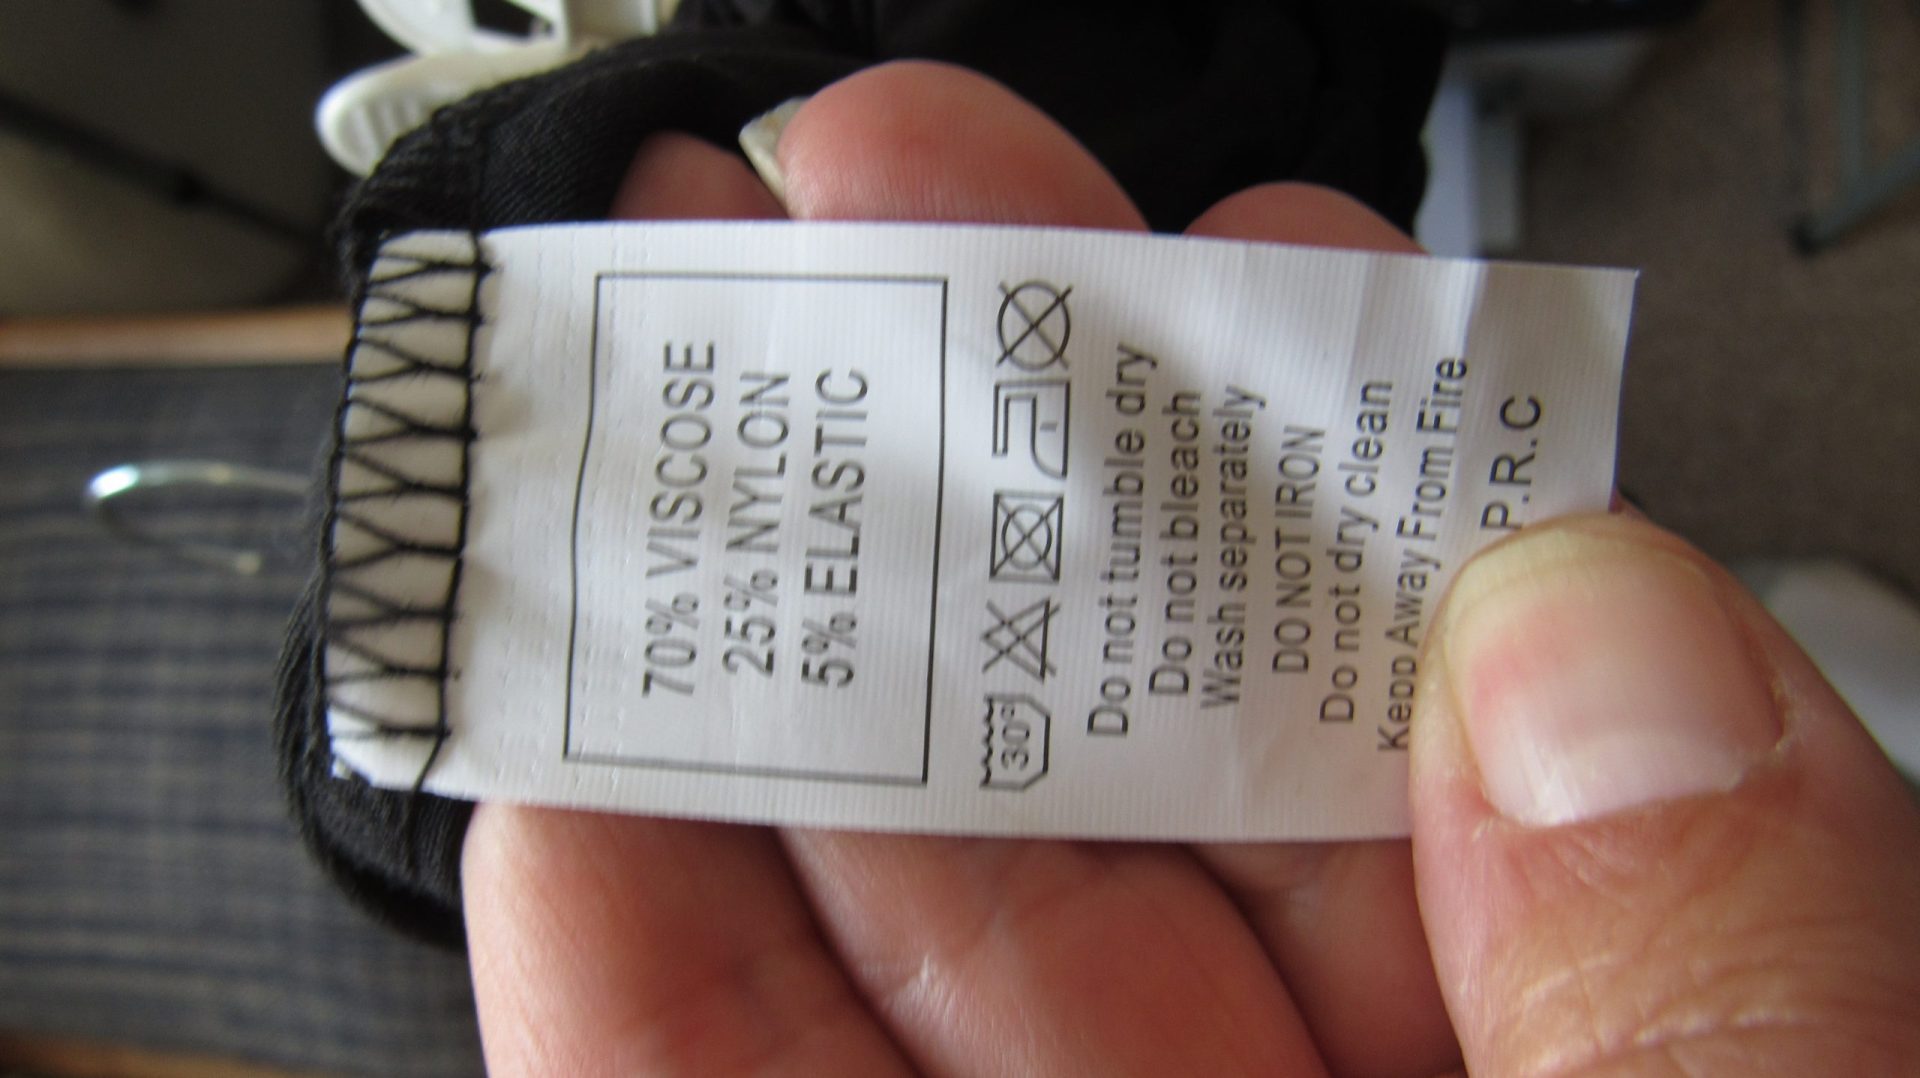 70% VISCOSE
25% NYLON
5% ELASTIC
30°
Do not tumble dry
Do not bleach
Wash separately
DO NOT IRON
Do not dry clean
Kepp Away From Fire
P.R.C